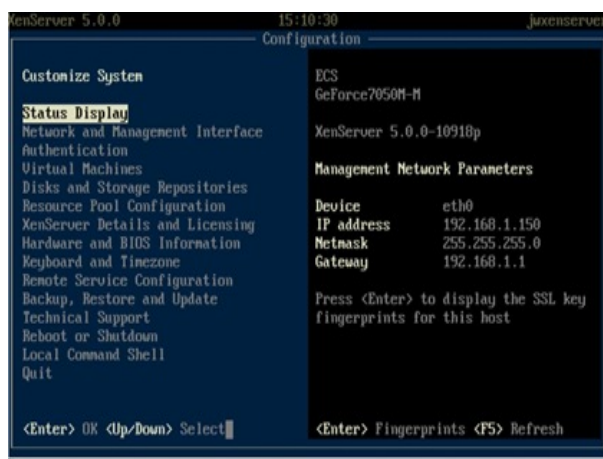 XenServer 5.0.0 15:10:30 jwxenserver
Configuration
Customize System
Status Display
Network and Management Interface
Authentication
Virtual Machines
Disks and Storage Repositories
Resource Pool Configuration
XenServer Details and Licensing
Hardware and BIOS Information
Keyboard and Timezone
Remote Service Configuration
Backup, Restore and Update
Technical Support
Reboot or Shutdown
Local Command Shell
Quit
<Enter> OK <Up/Down> Select
ECS
GeForce7050M-M
XenServer 5.0.0-10918p
Management Network Parameters
Device eth0
IP address 192.168.1.150
Netmask 255.255.255.0
Gateway 192.168.1.1
Press <Enter> to display the SSL key
fingerprints for this host
<Enter> Fingerprints <F5> Refresh